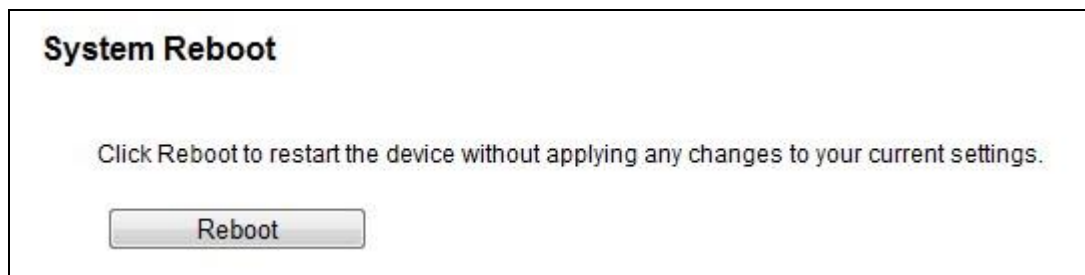 System Reboot
Click Reboot to restart the device without applying any changes to your current settings.
Reboot